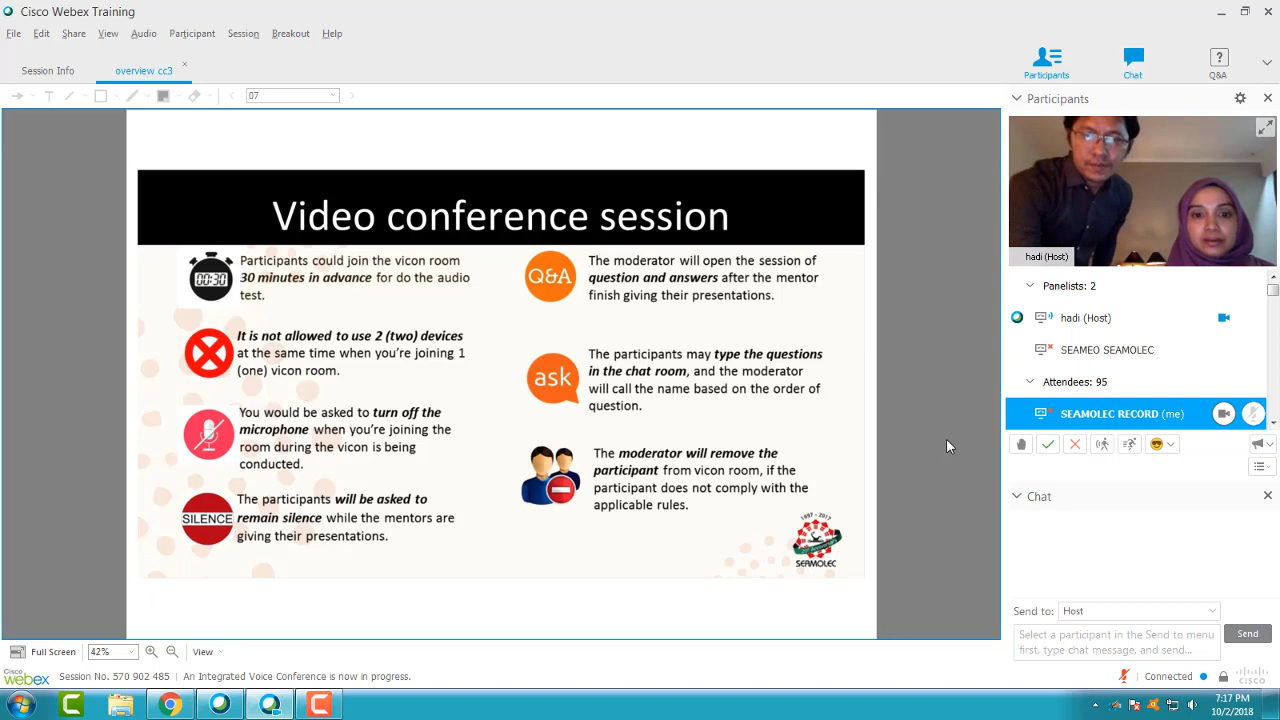 Cisco Webex Training
File Edit Share View Audio Participant Session Breakout Help
Session Info
overview cc3
Participants
Chat
Q&A
07
Participants
hadi (Host)
Panelists: 2
hadi (Host)
SEAMEO SEAMOLEC
Attendees: 95
SEAMOLEC RECORD (me)
Chat
Send to: Host
Select a participant in the Send to menu
first, type chat message, and send...
Send
Video conference session
00:30
Participants could join the vicon room
30 minutes in advance for do the audio
test.
It is not allowed to use 2 (two) devices
at the same time when you're joining 1
(one) vicon room.
You would be asked to turn off the
microphone when you're joining the
room during the vicon is being
conducted.
SILENCE
The participants will be asked to
remain silence while the mentors are
giving their presentations.
Q&A
The moderator will open the session of
question and answers after the mentor
finish giving their presentations.
ask
The participants may type the questions
in the chat room, and the moderator
will call the name based on the order of
question.
The moderator will remove the
participant from vicon room, if the
participant does not comply with the
applicable rules.
1997 - 2017
SEAMOLEC
Full Screen 42% View
Cisco webex Session No. 570 902 485 An Integrated Voice Conference is now in progress.
Connected
cisco
7:17 PM
10/2/2018